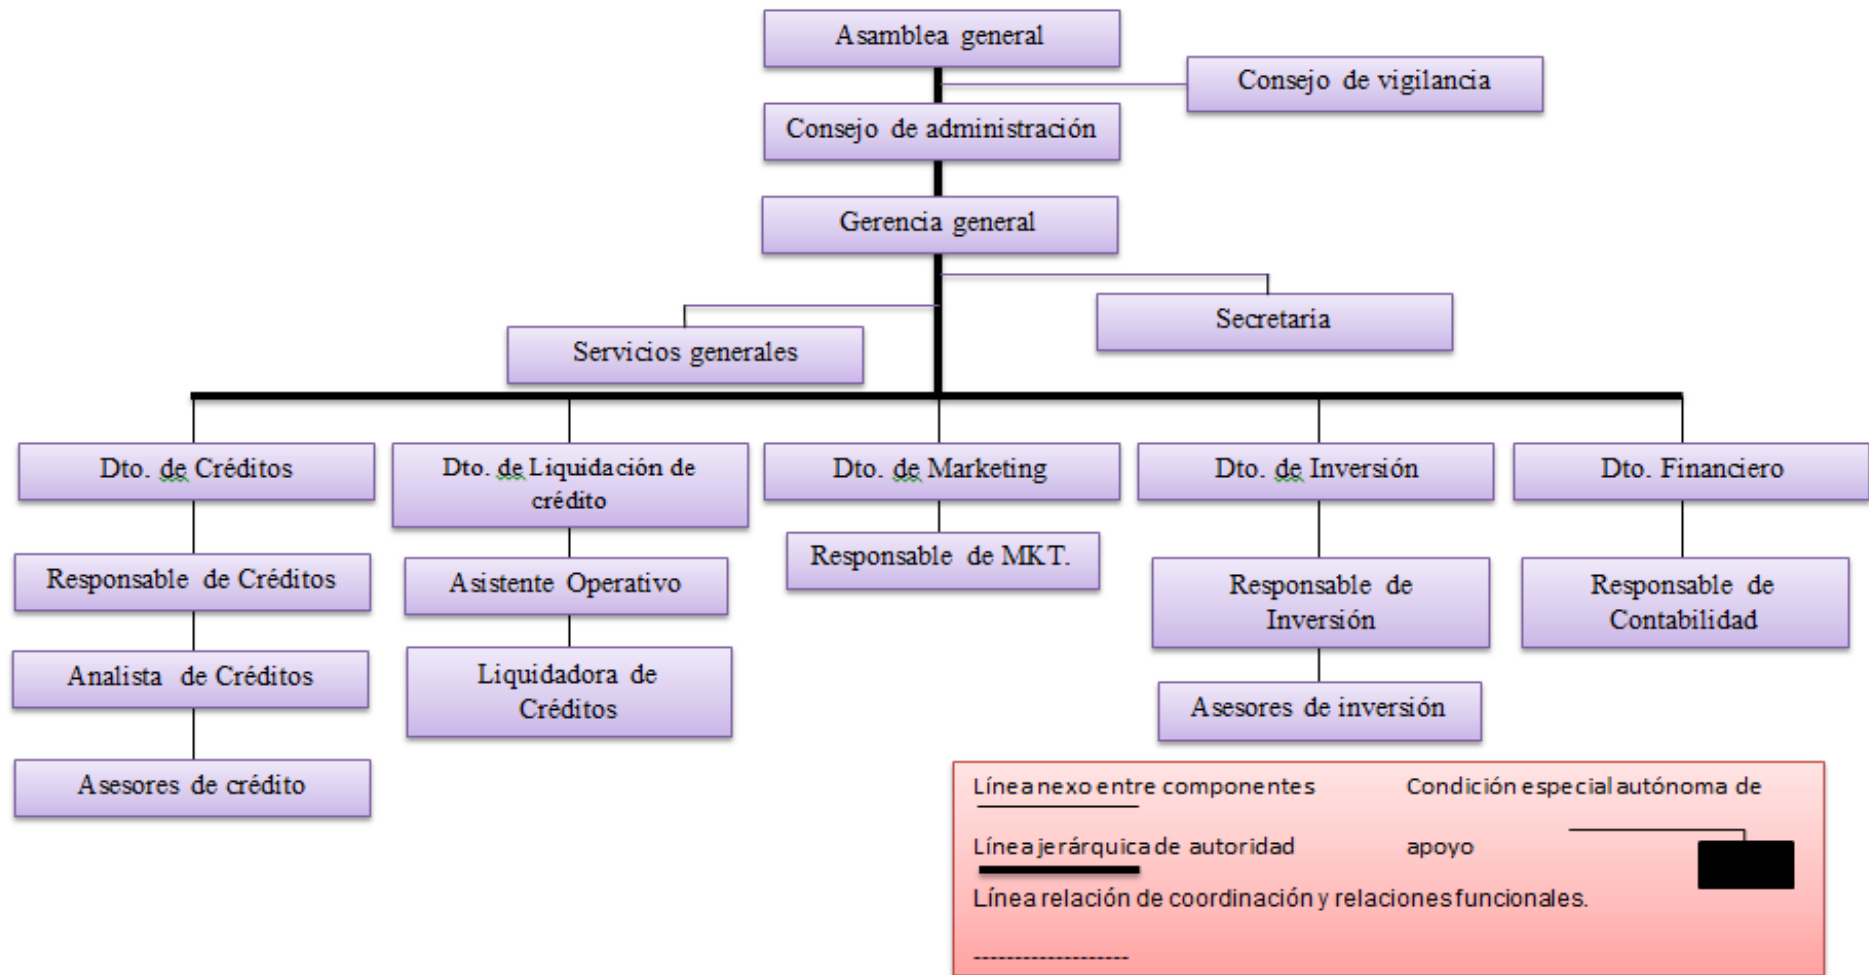 Asamblea general
Consejo de vigilancia
Consejo de administración
Gerencia general
Secretaria
Servicios generales
Dto. de Créditos
Dto. de Liquidación de
crédito
Dto. de Marketing
Dto. de Inversión
Dto. Financiero
Responsable de Créditos
Asistente Operativo
Responsable de MKT.
Responsable de
Inversión
Responsable de
Contabilidad
Analista de Créditos
Liquidadora de
Créditos
Asesores de inversión
Asesores de crédito
Línea nexo entre componentes
Condición especial autónoma de
apoyo
Línea jerárquica de autoridad
Línea relación de coordinación y relaciones funcionales.
-------------------